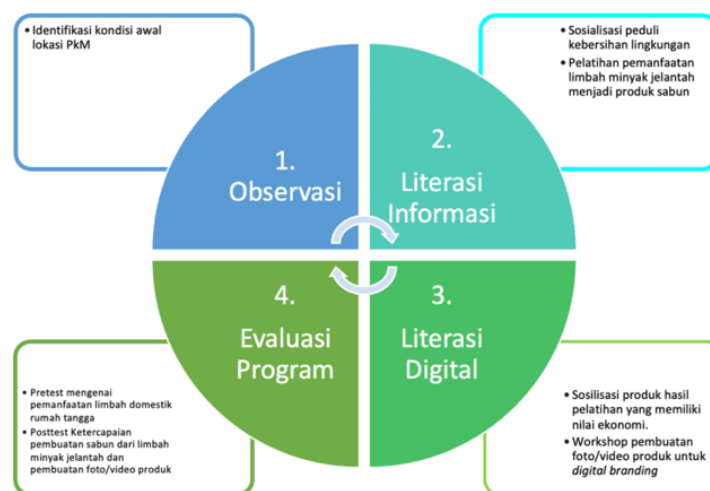 • Identifikasi kondisi awal
lokasi PkM
• Sosialisasi peduli
kebersihan lingkungan
• Pelatihan pemanfaatan
limbah minyak jelantah
menjadi produk sabun
1.
Observasi
2.
Literasi
Informasi
4.
Evaluasi
Program
3.
Literasi
Digital
• Pretest mengenai
pemanfaatan limbah domestik
rumah tangga
• Posttest Ketercapaian
pembuatan sabun dari limbah
minyak jelantah dan
pembuatan foto/video produk
• Sosilisasi produk hasil
pelatihan yang memiliki
nilai ekonomi.
• Workshop pembuatan
foto/video produk untuk
digital branding